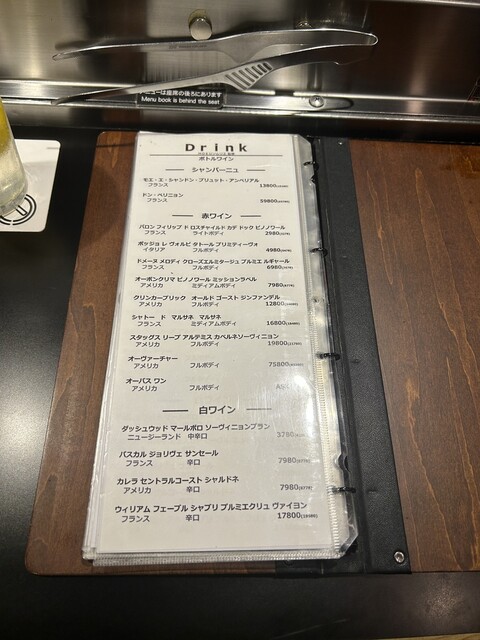 メニューは座席の後ろにあります
Menu book is behind the seat
Drink
ボトルワイン
シャンパーニュ
モエ・エ・シャンドン・ブリュット・アンペリアル
フランス 13800
ドン・ペリニョン
フランス 59800
赤ワイン
バロン フィリップ ド ロスチャイルド カデ ドック ピノノワール
フランス ライトボディ 2980
ボッジョ レ ヴォルピ タトール プリミティーヴォ
イタリア フルボディ 4980
ドメーヌ メロディ クローズエルミタージュ プルミエ ルギャール
フランス フルボディ 6980
オーボンクリマ ピノノワール ミッションラベル
アメリカ ミディアムボディ 7980
クリンカーブリック オールド ゴースト ジンファンデル
アメリカ フルボディ 12800
シャトー ド マルサネ マルサネ
フランス ミディアムボディ 16800
スタッグス リープ アルテミス カベルネソーヴィニョン
アメリカ フルボディ 19800
オーヴァーチャー
アメリカ フルボディ 75800
オーパス ワン
アメリカ フルボディ
白ワイン
ダッシュウッド マールボロ ソーヴィニヨンブラン
ニュージーランド 中辛口 3780
パスカル ジョリヴェ サンセール
フランス 辛口 7980
カレラ セントラルコースト シャルドネ
アメリカ 辛口 7980
ウィリアム フェーブル シャブリ プルミエクリュ ヴァイヨン
フランス 辛口 17800